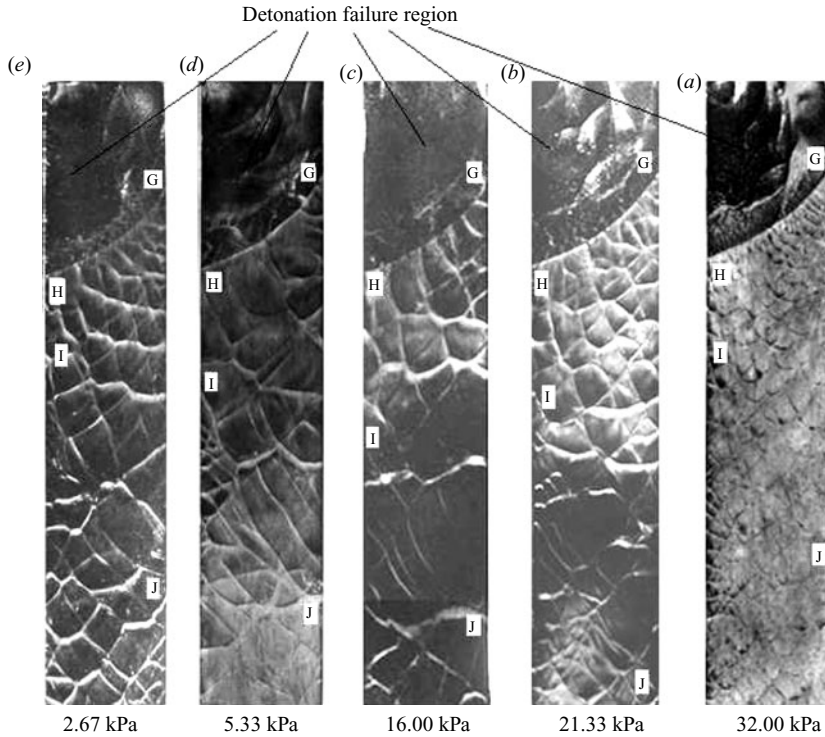 Detonation failure region
(e) (d) (c) (b) (a)
G G G G G
H H H H H
I I I I I
J J J J J
2.67 kPa 5.33 kPa 16.00 kPa 21.33 kPa 32.00 kPa